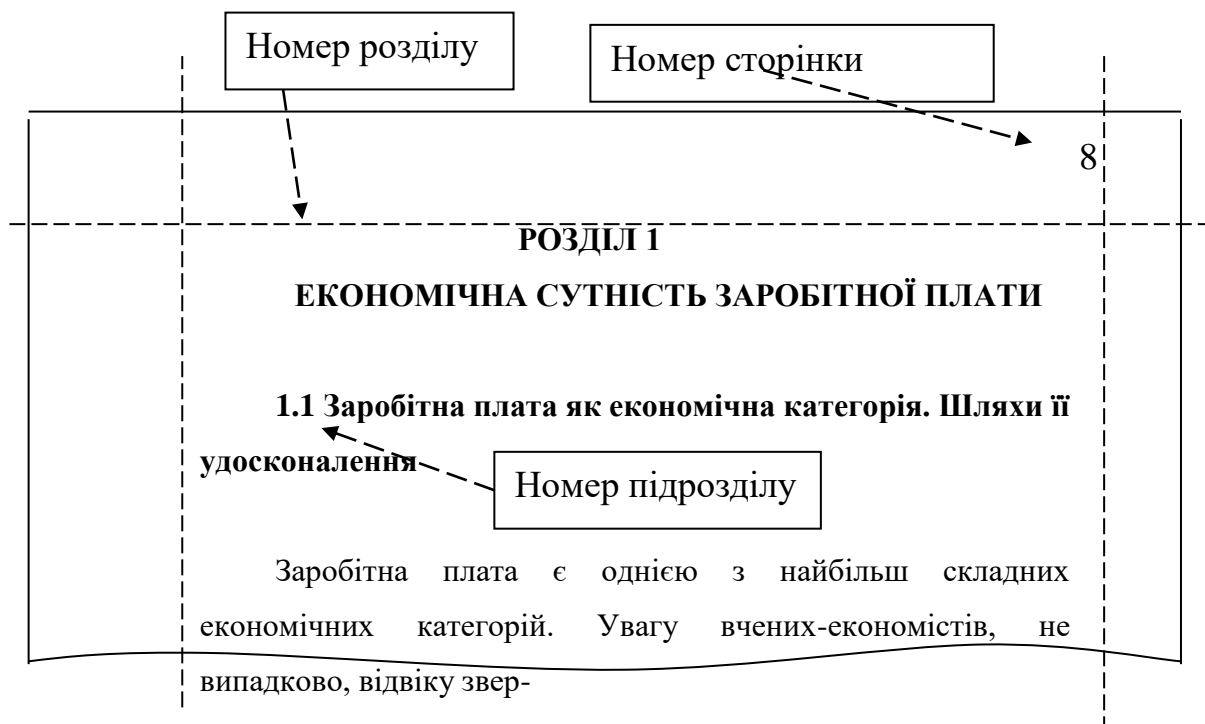 Номер розділу
Номер сторінки
8
РОЗДІЛ 1
ЕКОНОМІЧНА СУТНІСТЬ ЗАРОБІТНОЇ ПЛАТИ
1.1 Заробітна плата як економічна категорія. Шляхи її
удосконалення
Номер підрозділу
Заробітна плата є однією з найбільш складних
економічних категорій. Увагу вчених-економістів, не
випадково, відвіку звер-